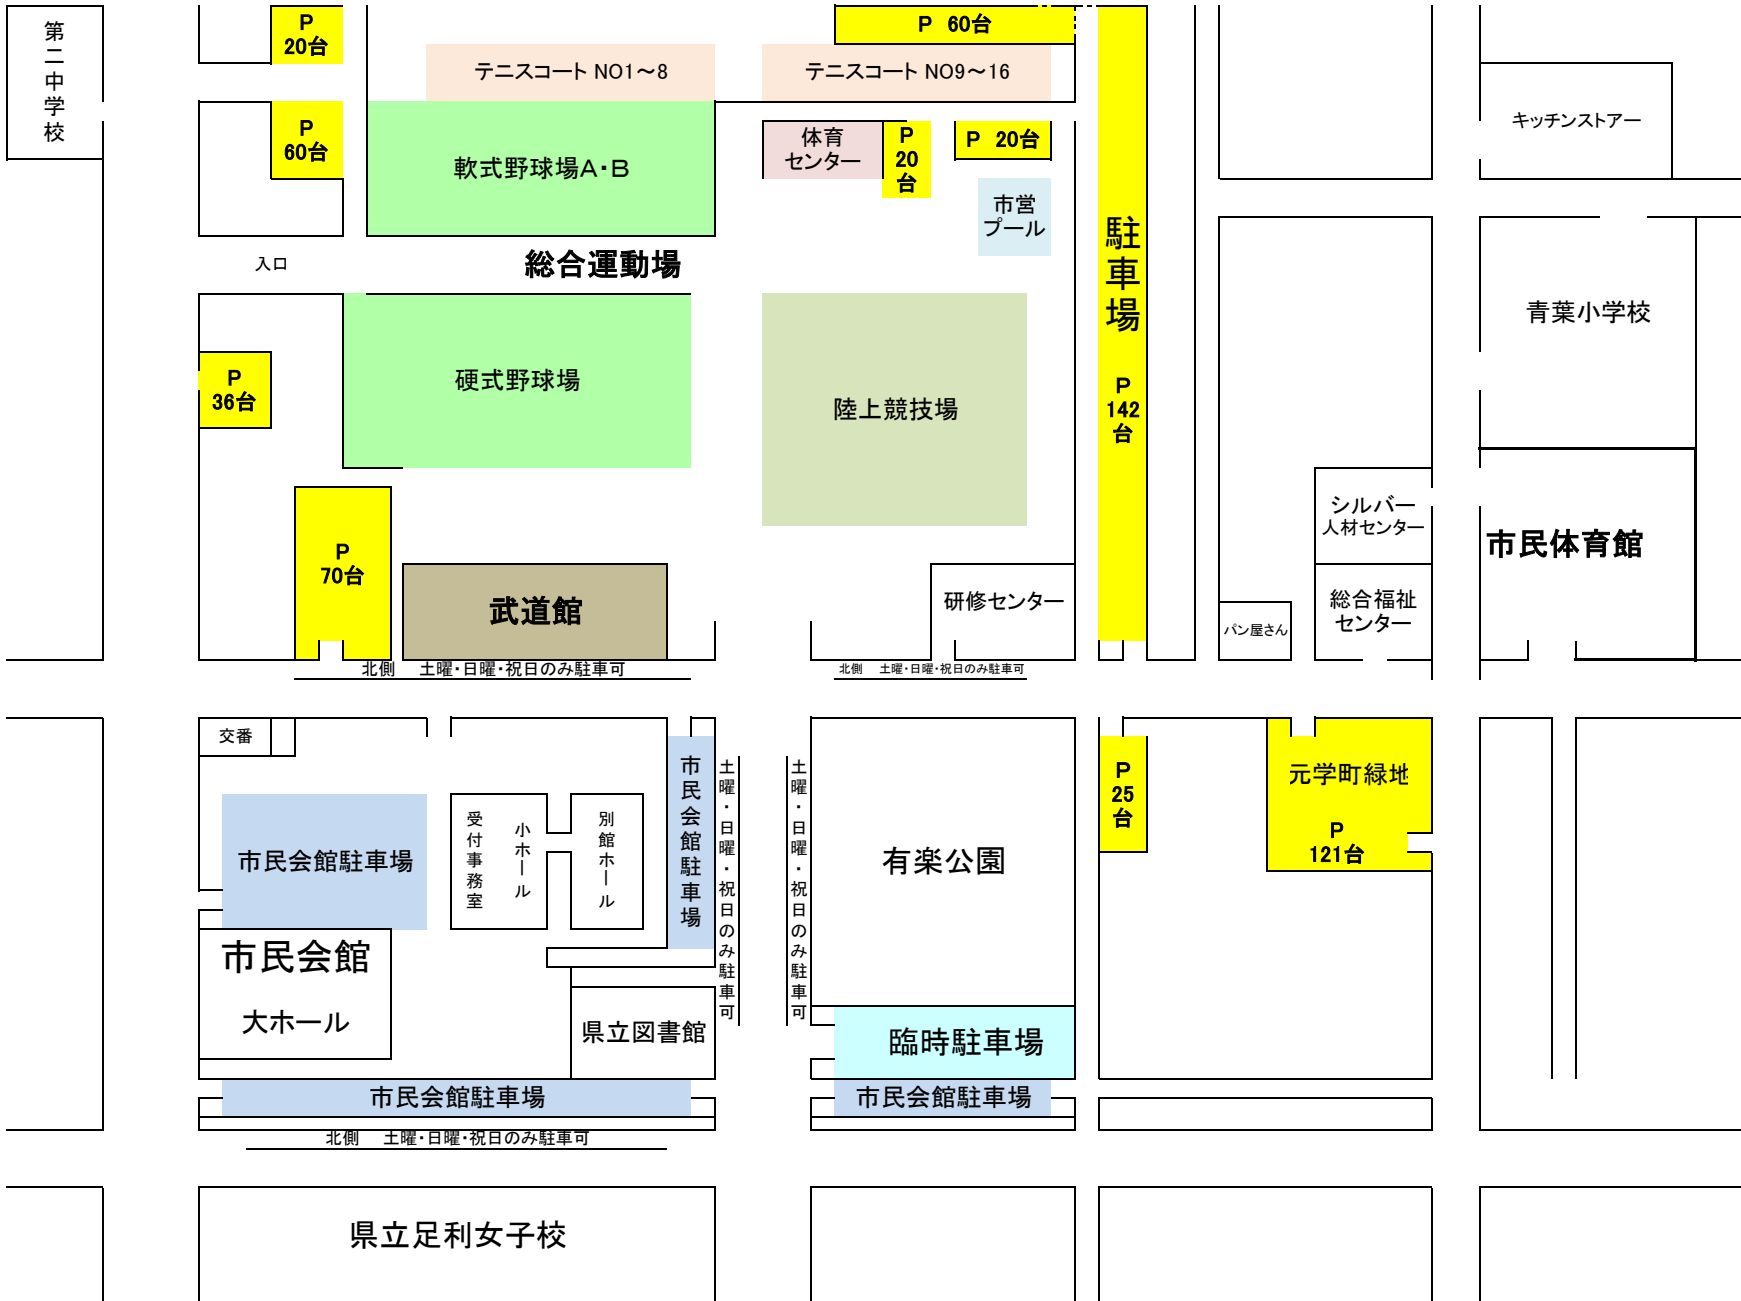 第二中学校
P
20台
P 60台
テニスコート NO1～8
テニスコート NO9～16
P
60台
軟式野球場A・B
体育
センター
P
20
台
P 20台
キッチンストアー
市営
プール
駐車場
P
142
台
入口
総合運動場
青葉小学校
P
36台
硬式野球場
陸上競技場
シルバー
人材センター
市民体育館
P
70台
武道館
研修センター
パン屋さん
総合福祉
センター
北側 土曜・日曜・祝日のみ駐車可
北側 土曜・日曜・祝日のみ駐車可
交番
市民会館駐車場
受付事務室
小ホール
別館ホール
市民会館駐車場
土曜・日曜・祝日のみ駐車可
土曜・日曜・祝日のみ駐車可
有楽公園
P
25
台
元学町緑地
P
121台
市民会館
大ホール
県立図書館
臨時駐車場
市民会館駐車場
市民会館駐車場
北側 土曜・日曜・祝日のみ駐車可
県立足利女子校